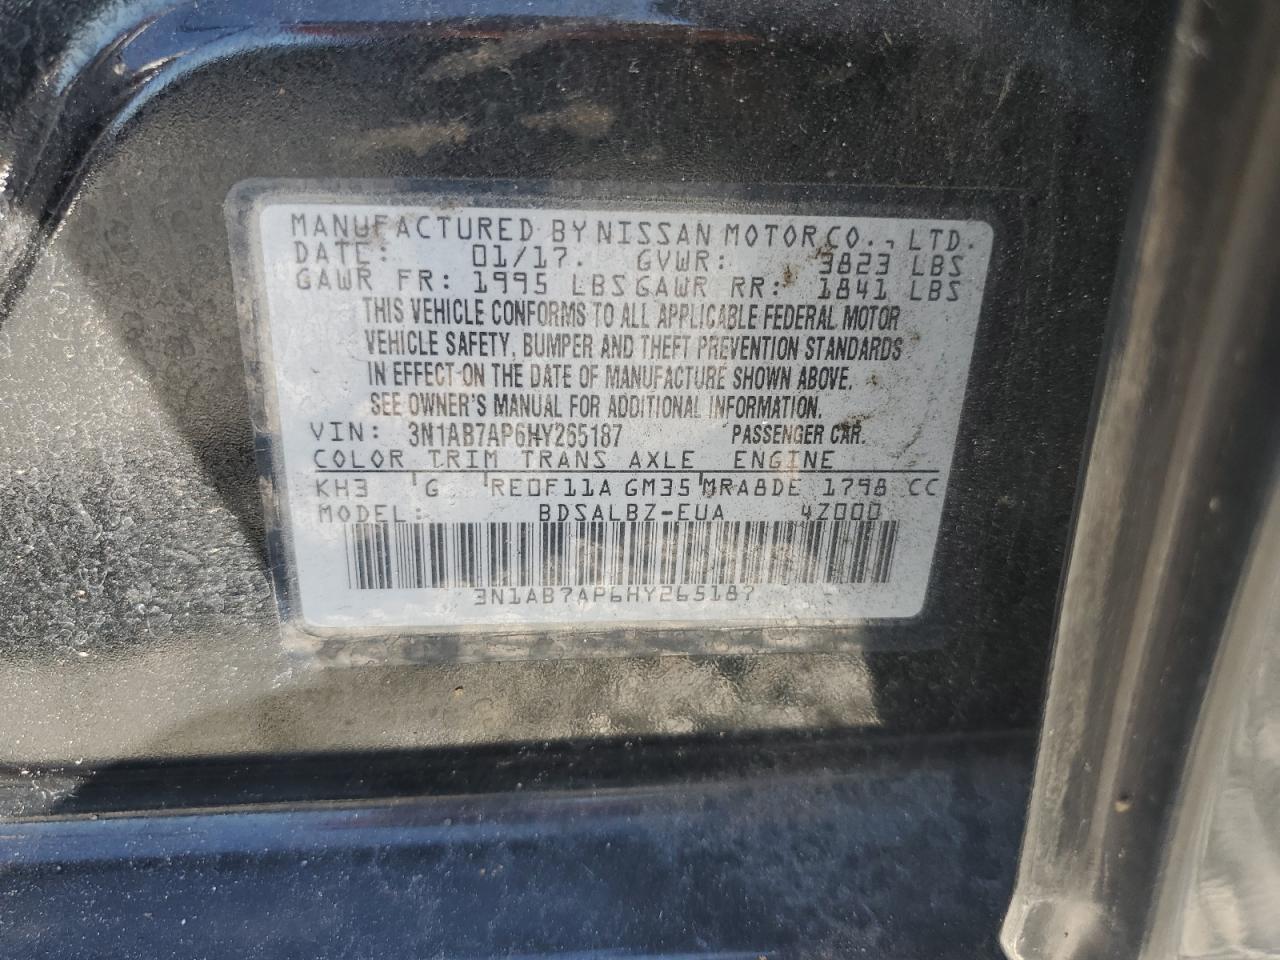 MANUFACTURED BY NISSAN MOTOR CO., LTD.
DATE: 01/17. GVWR: 3823 LBS
GAWR FR: 1995 LBS GAWR RR: 1841 LBS
THIS VEHICLE CONFORMS TO ALL APPLICABLE FEDERAL MOTOR
VEHICLE SAFETY, BUMPER AND THEFT PREVENTION STANDARDS
IN EFFECT ON THE DATE OF MANUFACTURE SHOWN ABOVE.
SEE OWNER'S MANUAL FOR ADDITIONAL INFORMATION.
VIN: 3N1AB7AP6HY265187 PASSENGER CAR.
COLOR TRIM TRANS AXLE ENGINE
KH3 G RE0F11A GM35 MRA8DE 1798 CC
MODEL: BDSALBZ-EUA 4Z000
3N1AB7AP6HY265187